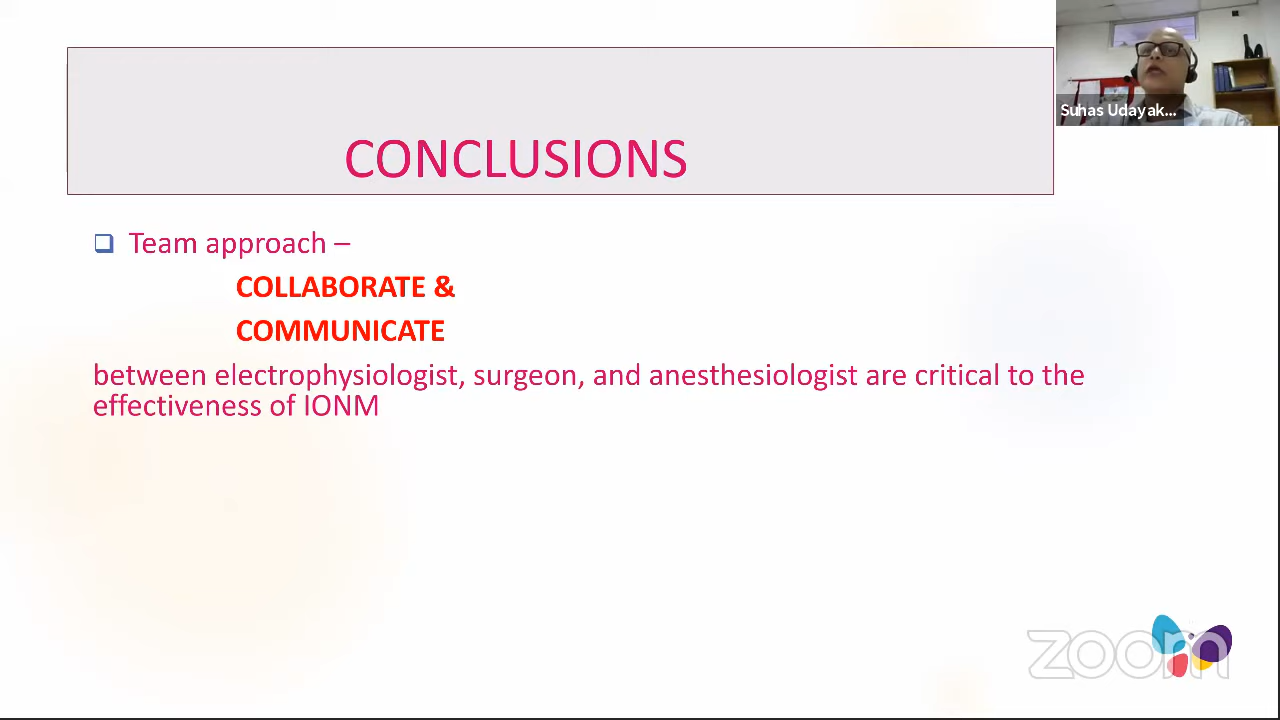 CONCLUSIONS
Suhas Udayak...
Team approach –
COLLABORATE &
COMMUNICATE
between electrophysiologist, surgeon, and anesthesiologist are critical to the
effectiveness of IONM
zoom